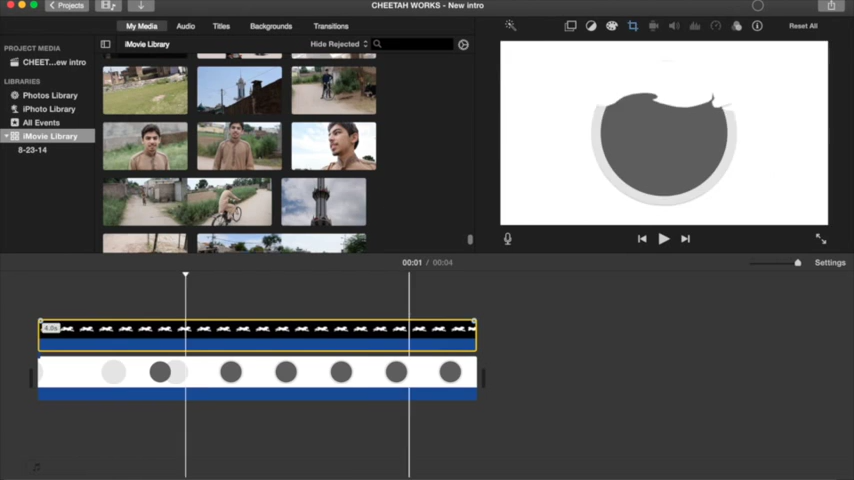 CHEETAH WORKS - New intro
Projects
My Media
Audio
Titles
Backgrounds
Transitions
Reset All
iMovie Library
Hide Rejected
PROJECT MEDIA
CHEET...ew intro
LIBRARIES
Photos Library
iPhoto Library
All Events
iMovie Library
8-23-14
00:01 / 00:04
Settings
4.0s